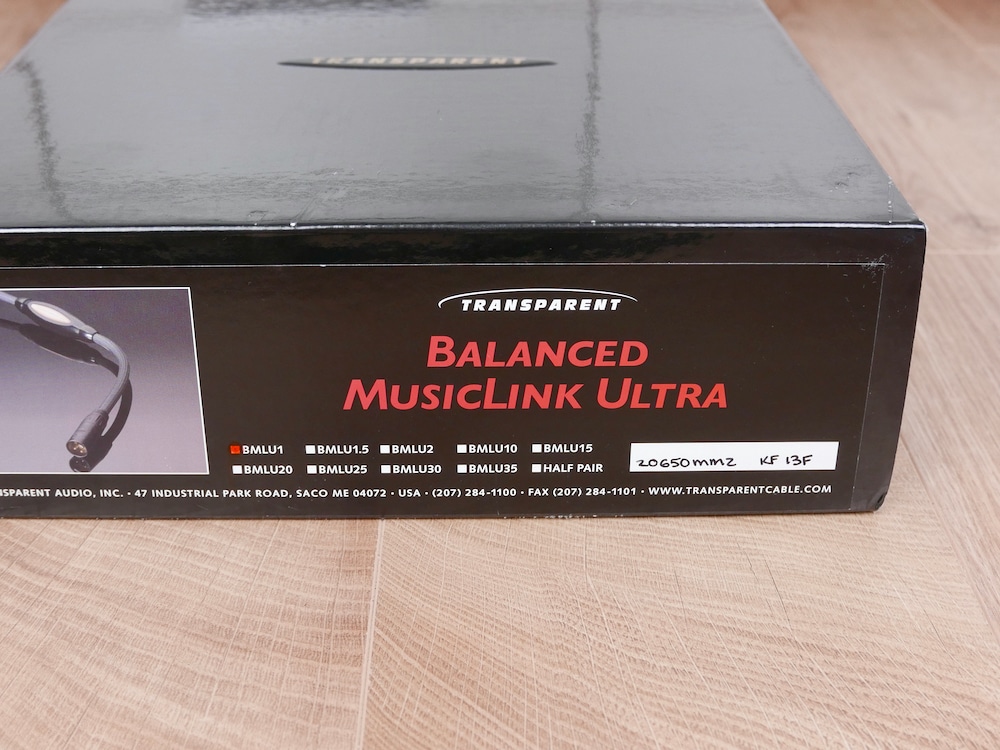 TRANSPARENT
TRANSPARENT
BALANCED
MUSICLINK ULTRA
BMLU1 BMLU1.5 BMLU2 BMLU10 BMLU15
BMLU20 BMLU25 BMLU30 BMLU35 HALF PAIR
20650mm2 KF 13F
NSPARENT AUDIO, INC. · 47 INDUSTRIAL PARK ROAD, SACO ME 04072 · USA · (207) 284-1100 · FAX (207) 284-1101 · WWW.TRANSPARENTCABLE.COM